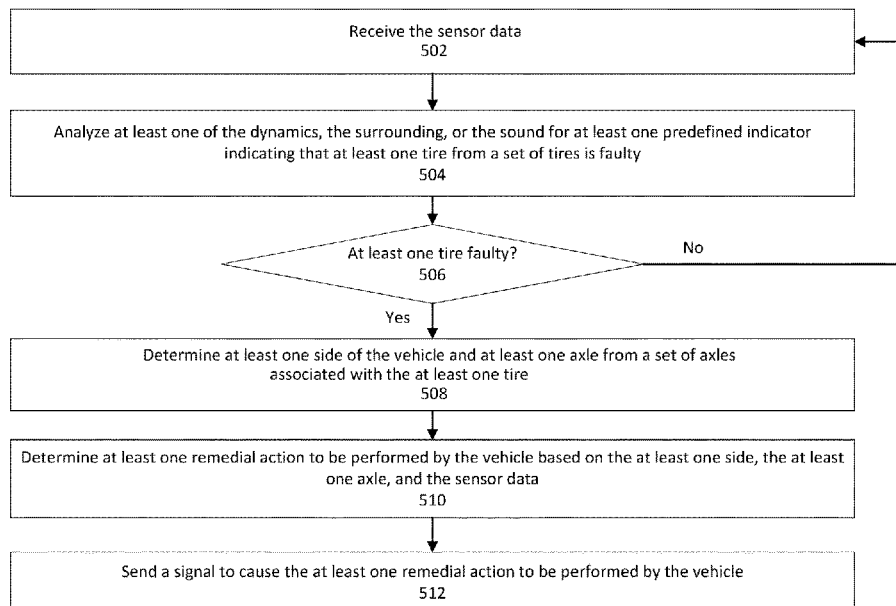 Receive the sensor data
502
Analyze at least one of the dynamics, the surrounding, or the sound for at least one predefined indicator
indicating that at least one tire from a set of tires is faulty
504
At least one tire faulty?
506
No
Yes
Determine at least one side of the vehicle and at least one axle from a set of axles
associated with the at least one tire
508
Determine at least one remedial action to be performed by the vehicle based on the at least one side, the at least
one axle, and the sensor data
510
Send a signal to cause the at least one remedial action to be performed by the vehicle
512